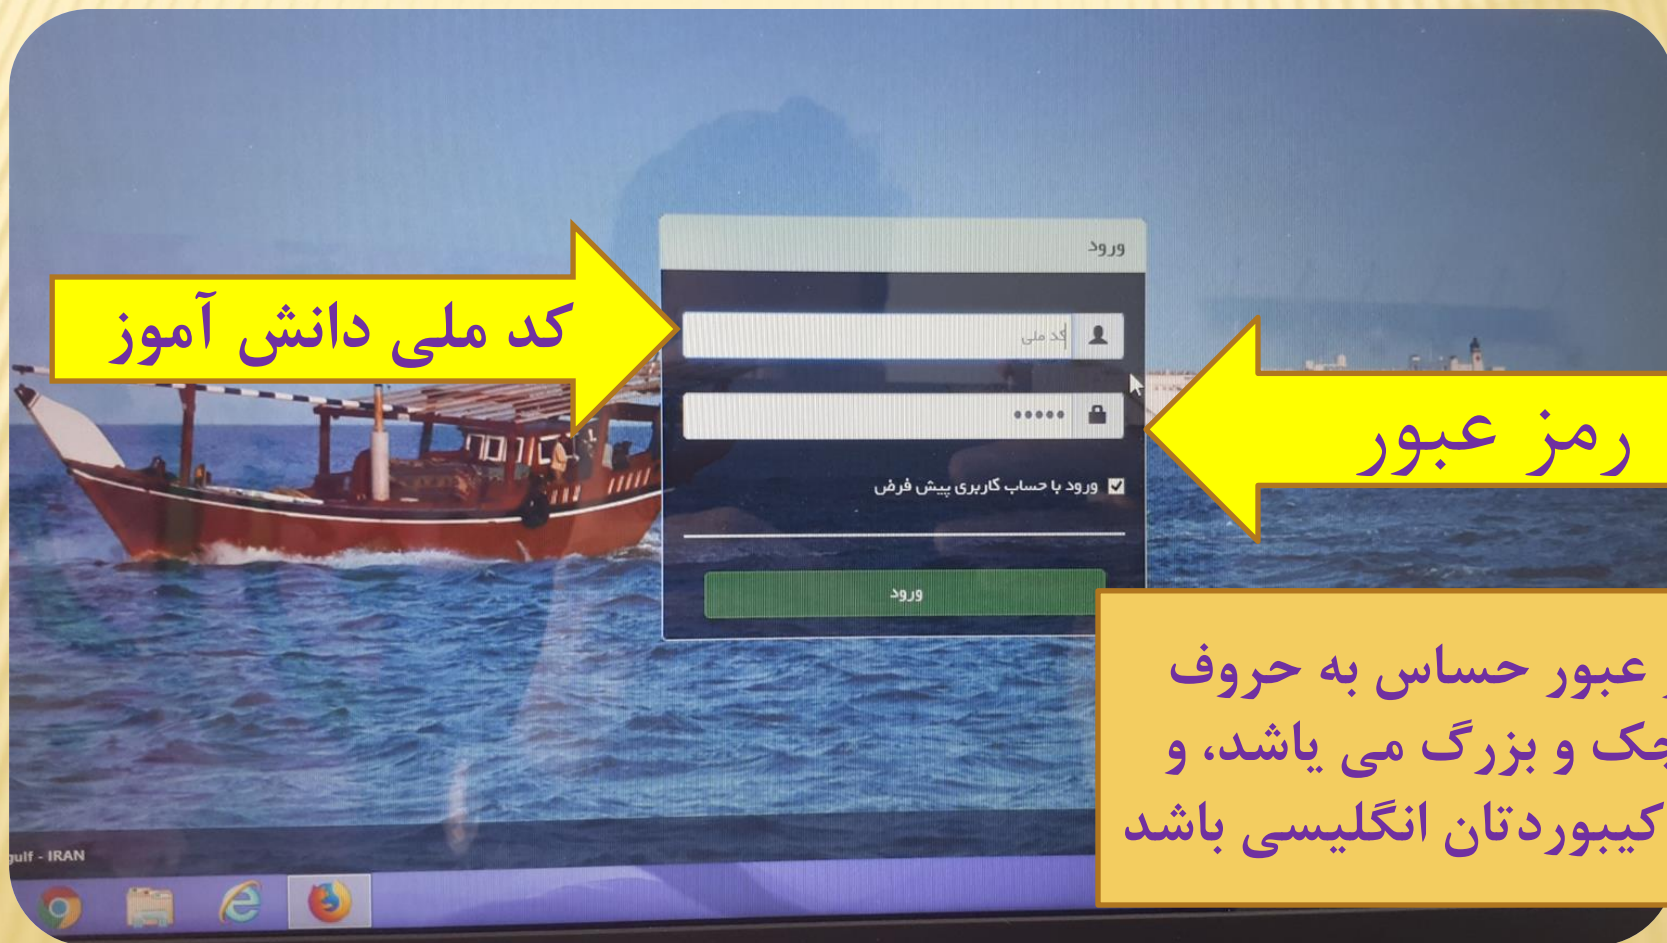 ورود
کد ملی دانش آموز
کد ملی
رمز عبور
ورود با حساب کاربری پیش فرض
ورود
عبور حساس به حروف
و بزرگ می یاشد، و
کیبوردتان انگلیسی باشد
gulf - IRAN